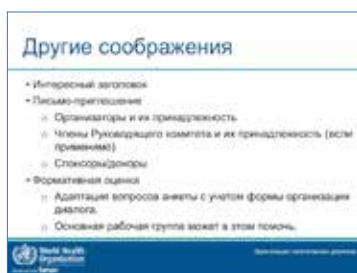 Другие соображения
• Интересный заголовок
• Письмо-приглашение
o Организаторы и их принадлежность
o Члены Руководящего комитета и их принадлежность (если
применимо)
o Спонсоры/доноры
• Формативная оценка
o Адаптация вопросов анкеты с учетом формы организации
диалога.
o Основная рабочая группа может в этом помочь.
World Health
Organization